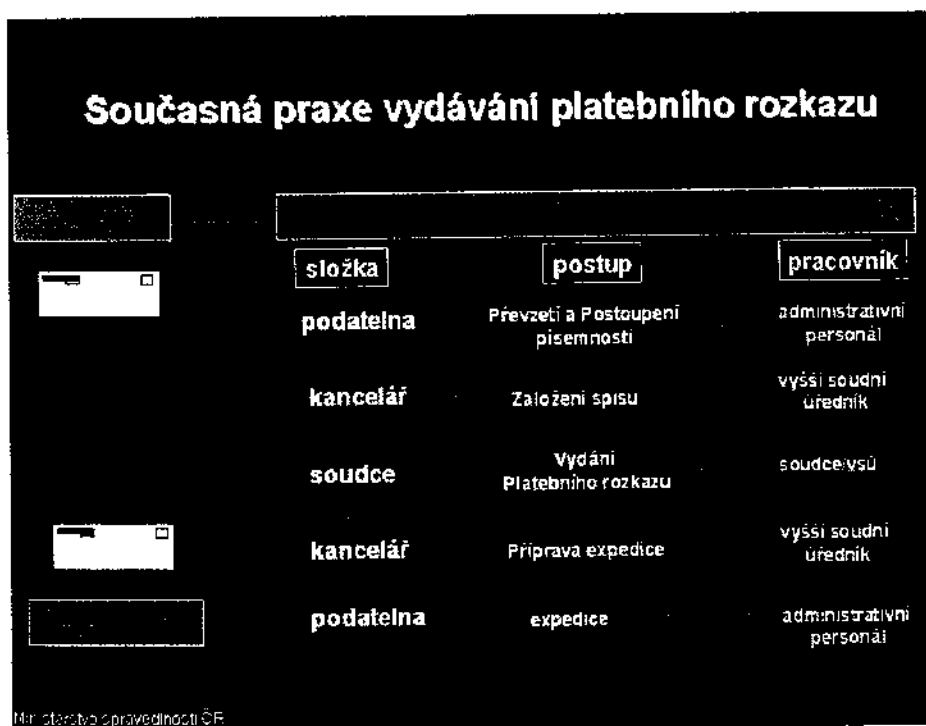 Současná praxe vydávání platebního rozkazu
složka
postup
pracovník
podatelna
Převzetí a Postoupení
písemností
administrativní
personál
kancelář
Založení spisu
vyšší soudní
úředník
soudce
Vydání
Platebního rozkazu
soudce/vsú
kancelář
Příprava expedice
vyšší soudní
úředník
podatelna
expedice
administrativní
personál
Ministerstvo spravedlnosti ČR